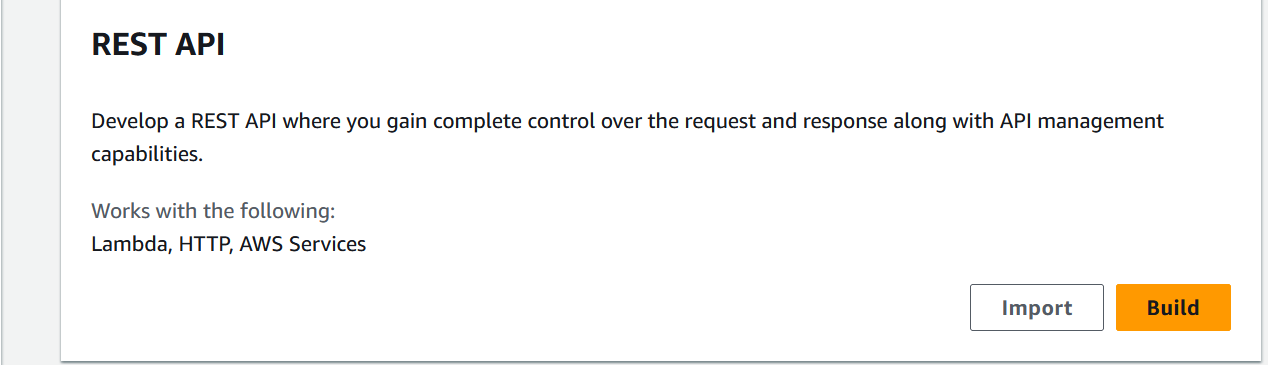 REST API
Develop a REST API where you gain complete control over the request and response along with API management
capabilities.
Works with the following:
Lambda, HTTP, AWS Services
Import
Build